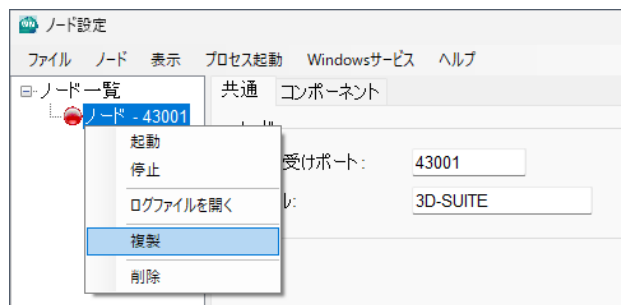 ノード設定
ファイル ノード 表示 プロセス起動 Windowsサービス ヘルプ
ノード一覧
ノード - 43001
共通 コンポーネント
起動
停止
ログファイルを開く
複製
削除
受けポート: 43001
3D-SUITE